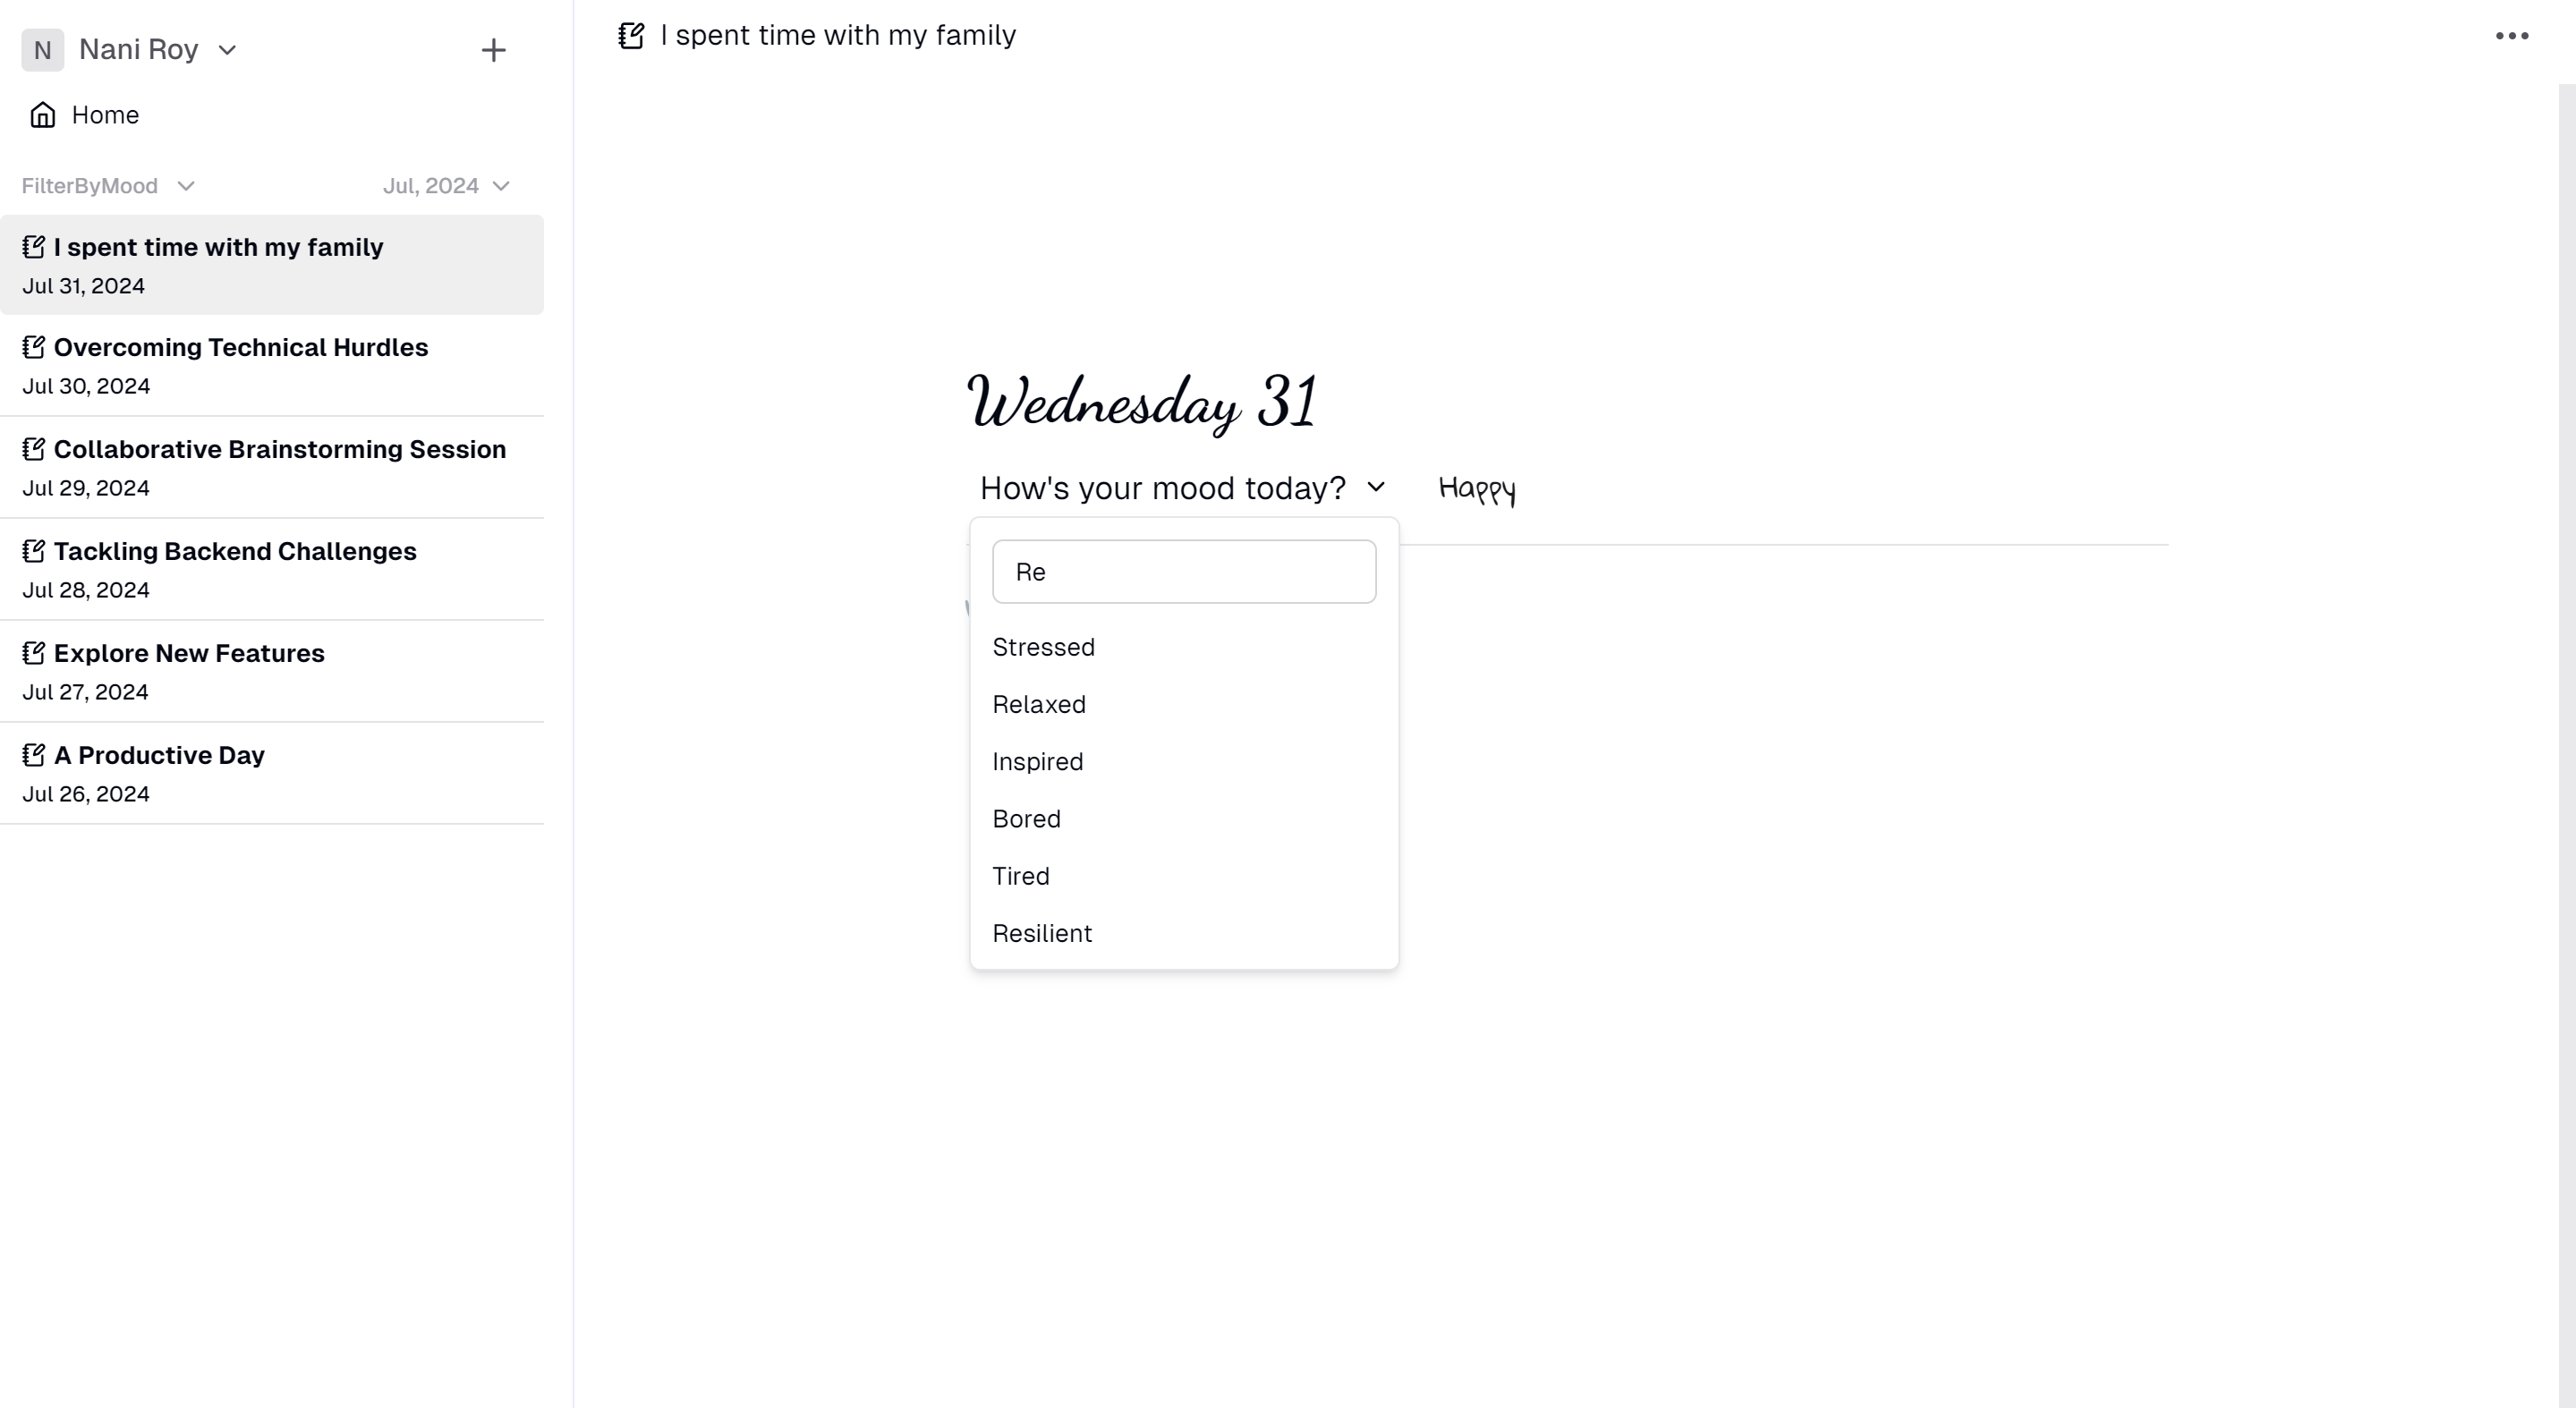 N Nani Roy
Home
FilterByMood Jul, 2024
I spent time with my family
Jul 31, 2024
Overcoming Technical Hurdles
Jul 30, 2024
Collaborative Brainstorming Session
Jul 29, 2024
Tackling Backend Challenges
Jul 28, 2024
Explore New Features
Jul 27, 2024
A Productive Day
Jul 26, 2024
I spent time with my family
Wednesday 31
How's your mood today? Happy
Re
Stressed
Relaxed
Inspired
Bored
Tired
Resilient